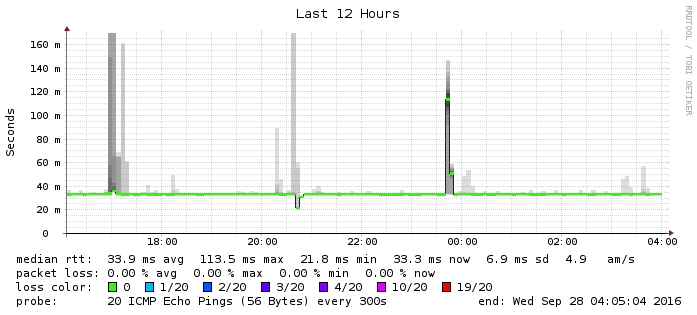 Last 12 Hours
RRDTOOL / TOBI OETIKER
Seconds
160 m
140 m
120 m
100 m
80 m
60 m
40 m
20 m
0
18:00 20:00 22:00 00:00 02:00 04:00
median rtt: 33.9 ms avg 113.5 ms max 21.8 ms min 33.3 ms now 6.9 ms sd 4.9 am/s
packet loss: 0.00 % avg 0.00 % max 0.00 % min 0.00 % now
loss color: 0 1/20 2/20 3/20 4/20 10/20 19/20
probe: 20 ICMP Echo Pings (56 Bytes) every 300s end: Wed Sep 28 04:05:04 2016